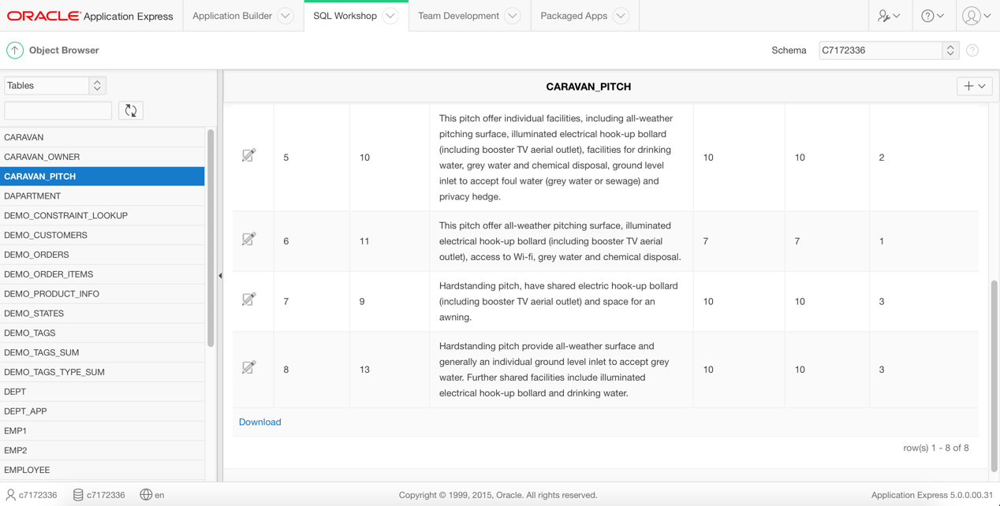 ORACLE Application Express Application Builder SQL Workshop Team Development Packaged Apps
Object Browser Schema C7172336
Tables
CARAVAN
CARAVAN_OWNER
CARAVAN_PITCH
DAPARTMENT
DEMO_CONSTRAINT_LOOKUP
DEMO_CUSTOMERS
DEMO_ORDERS
DEMO_ORDER_ITEMS
DEMO_PRODUCT_INFO
DEMO_STATES
DEMO_TAGS
DEMO_TAGS_SUM
DEMO_TAGS_TYPE_SUM
DEPT
DEPT_APP
EMP1
EMP2
EMPLOYEE
CARAVAN_PITCH
This pitch offer individual facilities, including all-weather
pitching surface, illuminated electrical hook-up bollard
(including booster TV aerial outlet), facilities for drinking
5 10 water, grey water and chemical disposal, ground level 10 10 2
inlet to accept foul water (grey water or sewage) and
privacy hedge.
This pitch offer all-weather pitching surface, illuminated
6 11 electrical hook-up bollard (including booster TV aerial 7 7 1
outlet), access to Wi-fi, grey water and chemical disposal.
Hardstanding pitch, have shared electric hook-up bollard
7 9 (including booster TV aerial outlet) and space for an 10 10 3
awning.
Hardstanding pitch provide all-weather surface and
generally an individual ground level inlet to accept grey
8 13 water. Further shared facilities include illuminated 10 10 3
electrical hook-up bollard and drinking water.
Download
row(s) 1 - 8 of 8
c7172336 c7172336 en Copyright © 1999, 2015, Oracle. All rights reserved. Application Express 5.0.0.00.31